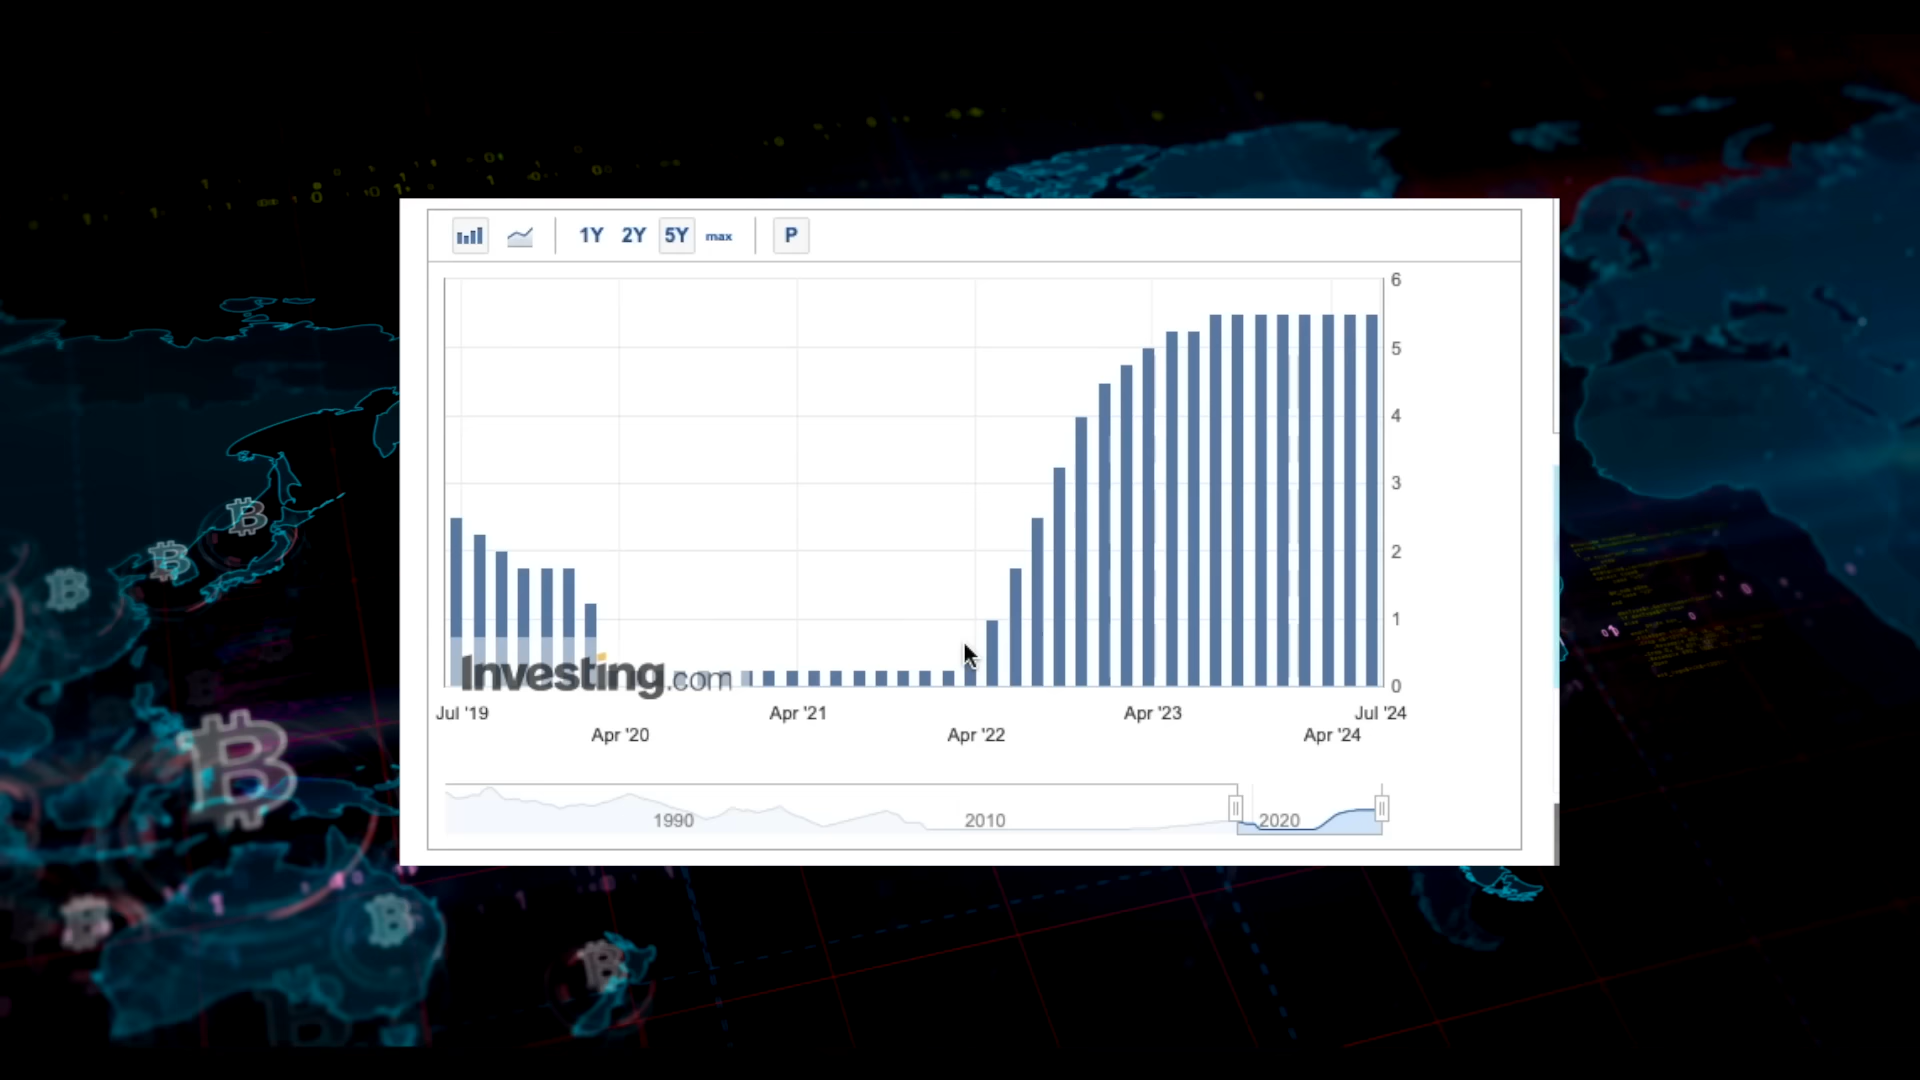 1Y 2Y 5Y max P
6
5
4
3
2
1
0
Investing.com
Jul '19
Apr '20
Apr '21
Apr '22
Apr '23
Apr '24
Jul '24
1990
2010
2020